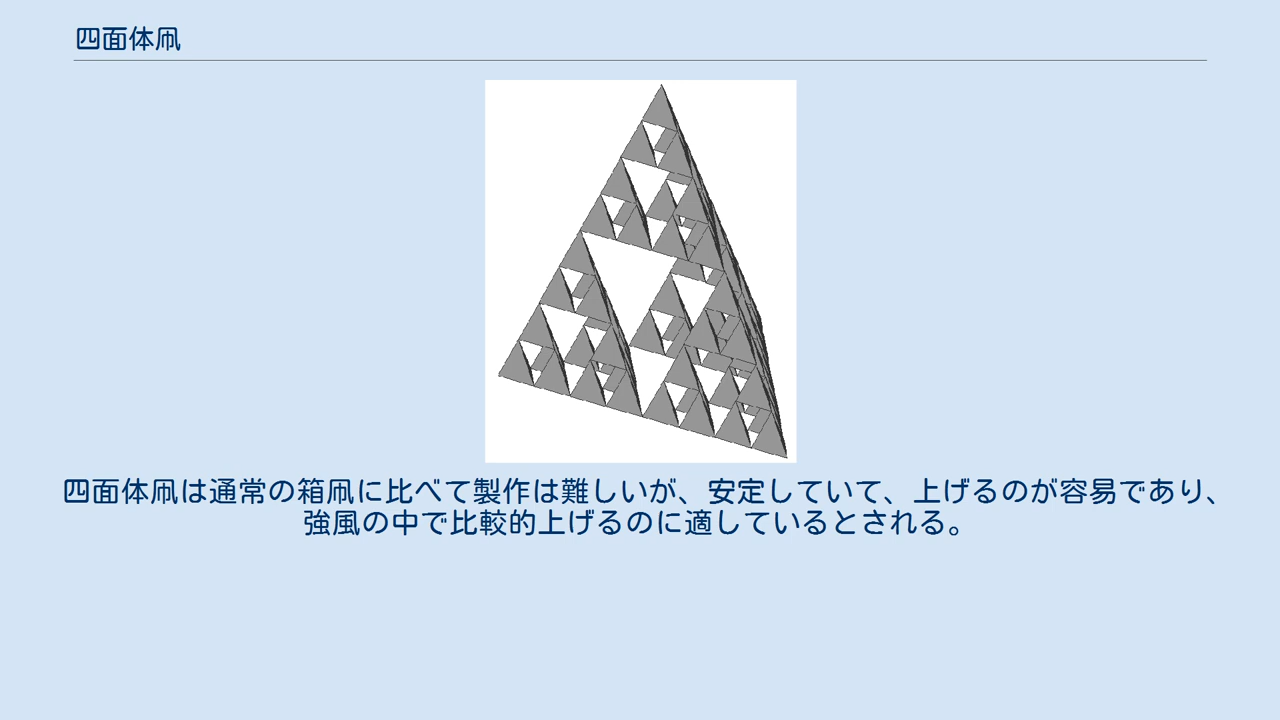 四面体凧
四面体凧は通常の箱凧に比べて製作は難しいが、安定していて、上げるのが容易であり、
強風の中で比較的上げるのに適しているとされる。